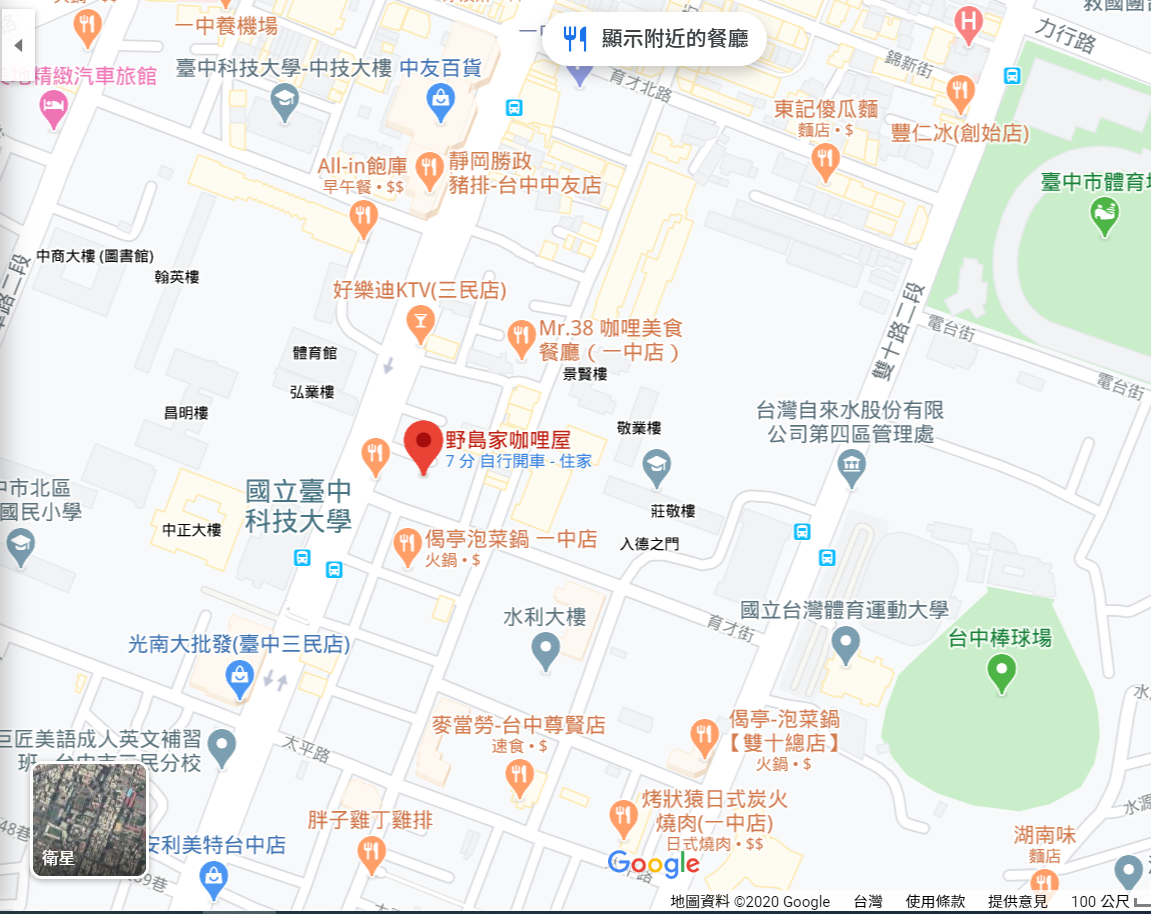 一中養機場
顯示附近的餐廳
力行路
精緻汽車旅館
臺中科技大學-中技大樓
中友百貨
育才北路
錦新街
東記傻瓜麵
麵店 • $
豐仁冰(創始店)
All-in飽庫
早午餐 • $$
靜岡勝政
豬排-台中中友店
臺中市體育場
中商大樓 (圖書館)
翰英樓
好樂迪KTV(三民店)
Mr.38 咖哩美食
餐廳（一中店）
電台街
雙十路二段
體育館
景賢樓
弘業樓
電台街
昌明樓
敬業樓
台灣自來水股份有限
公司第四區管理處
野島家咖哩屋
7 分 自行開車 - 住家
中市北區
國民小學
國立臺中
科技大學
中正大樓
莊敬樓
入德之門
偈亭泡菜鍋 一中店
火鍋 • $
水利大樓
育才街
國立台灣體育運動大學
台中棒球場
光南大批發(臺中三民店)
麥當勞-台中尊賢店
速食 • $
偈亭-泡菜鍋
【雙十總店】
火鍋 • $
巨匠美語成人英文補習
班
民分校
太平路
烤狀猿日式炭火
燒肉(一中店)
日式燒肉 • $$
胖子雞丁雞排
湖南味
麵店
水源
48巷
安利美特台中店
衛星
Google
地圖資料 ©2020 Google
台灣
使用條款
提供意見
100 公尺